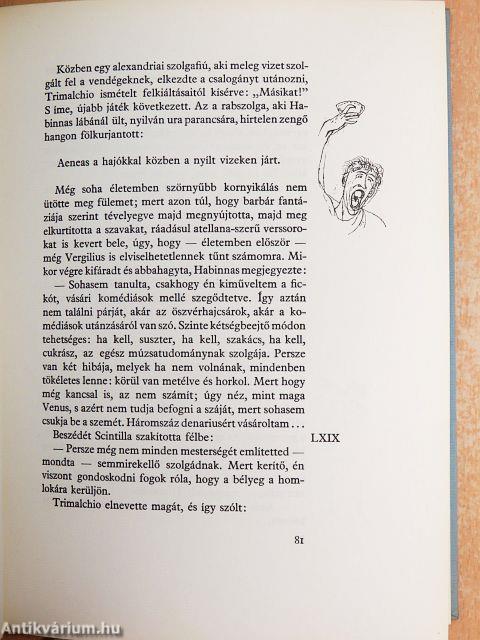 Közben egy alexandriai szolgafiú, aki meleg vizet szol-
gált fel a vendégeknek, elkezdte a csalogányt utánozni,
Trimalchio ismételt felkiáltásaitól kisérve: „Másikat!”
S íme, újabb játék következett. Az a rabszolga, aki Ha-
binnas lábánál ült, nyilván ura parancsára, hirtelen zengő
hangon fölkurjantott:
Aeneas a hajókkal közben a nyílt vizeken járt.
Még soha életemben szörnyűbb kornyikálás nem
ütötte meg fülemet; mert azon túl, hogy barbár fantá-
ziája szerint tévelyegve majd megnyújtotta, majd meg
elkurtította a szavakat, ráadásul atellana-szerű verssoro-
kat is kevert bele, úgy, hogy — életemben először —
még Vergilius is elviselhetetlennek tűnt számomra. Mi-
kor végre kifáradt és abbahagyta, Habinnas megjegyezte:
— Sohasem tanulta, csakhogy én kiműveltem a fic-
kót, vásári komédiások mellé szegődtetve. Így aztán
nem találni párját, akár az öszvérhajcsárok, akár a ko-
médiások utánzásáról van szó. Szinte kétségbeejtő módon
tehetséges: ha kell, suszter, ha kell, szakács, ha kell,
cukrász, az egész múzsatudománynak szolgája. Persze
van két hibája, melyek ha nem volnának, mindenben
tökéletes lenne: körül van metélve és horkol. Mert hogy
még kancsal is, az nem számít; úgy néz, mint maga
Venus, s azért nem tudja befogni a száját, mert sohasem
csukja be a szemét. Háromszáz denariusért vásároltam...
Beszédét Scintilla szakította félbe:
LXIX
— Persze még nem minden mesterségét említetted —
mondta — semmirekellő szolgádnak. Mert kerítő, én
viszont gondoskodni fogok róla, hogy a bélyeg a hom-
lokára kerüljön.
Trimalchio elnevette magát, és így szólt:
81
Antikvárium.hu